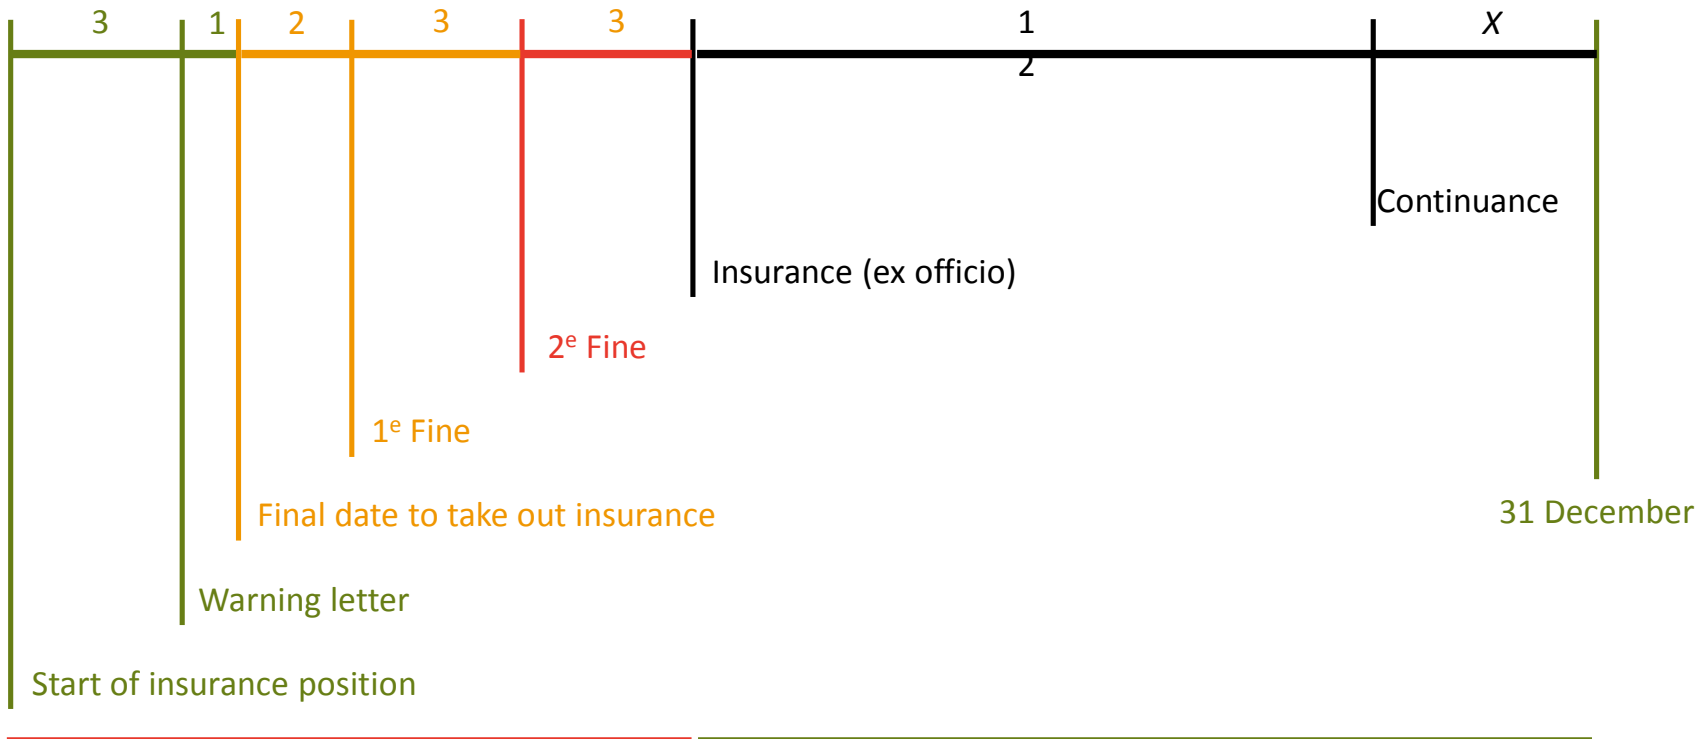 3 1 2 3 3 1 X
2
Continuance
Insurance (ex officio)
2e Fine
1e Fine
Final date to take out insurance
31 December
Warning letter
Start of insurance position